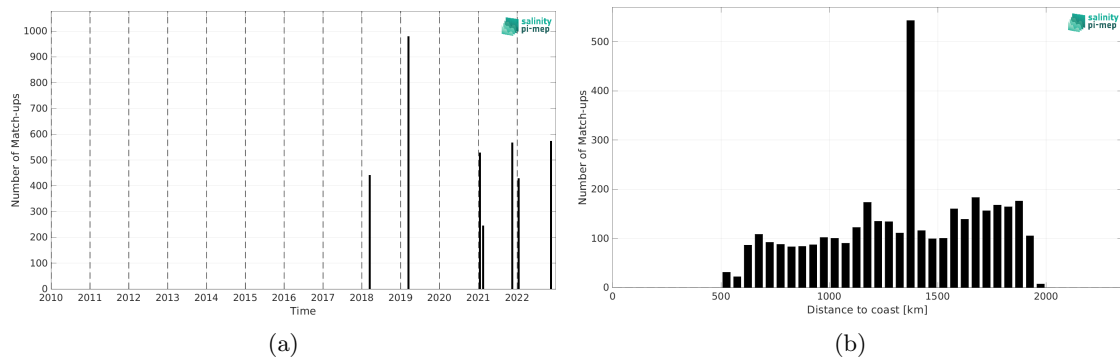 salinity
pi-mep
1000
900
800
700
600
500
400
300
200
100
0
Number of Match-ups
2010 2011 2012 2013 2014 2015 2016 2017 2018 2019 2020 2021 2022
Time
(a)
salinity
pi-mep
500
400
300
200
100
0
Number of Match-ups
0 500 1000 1500 2000
Distance to coast [km]
(b)